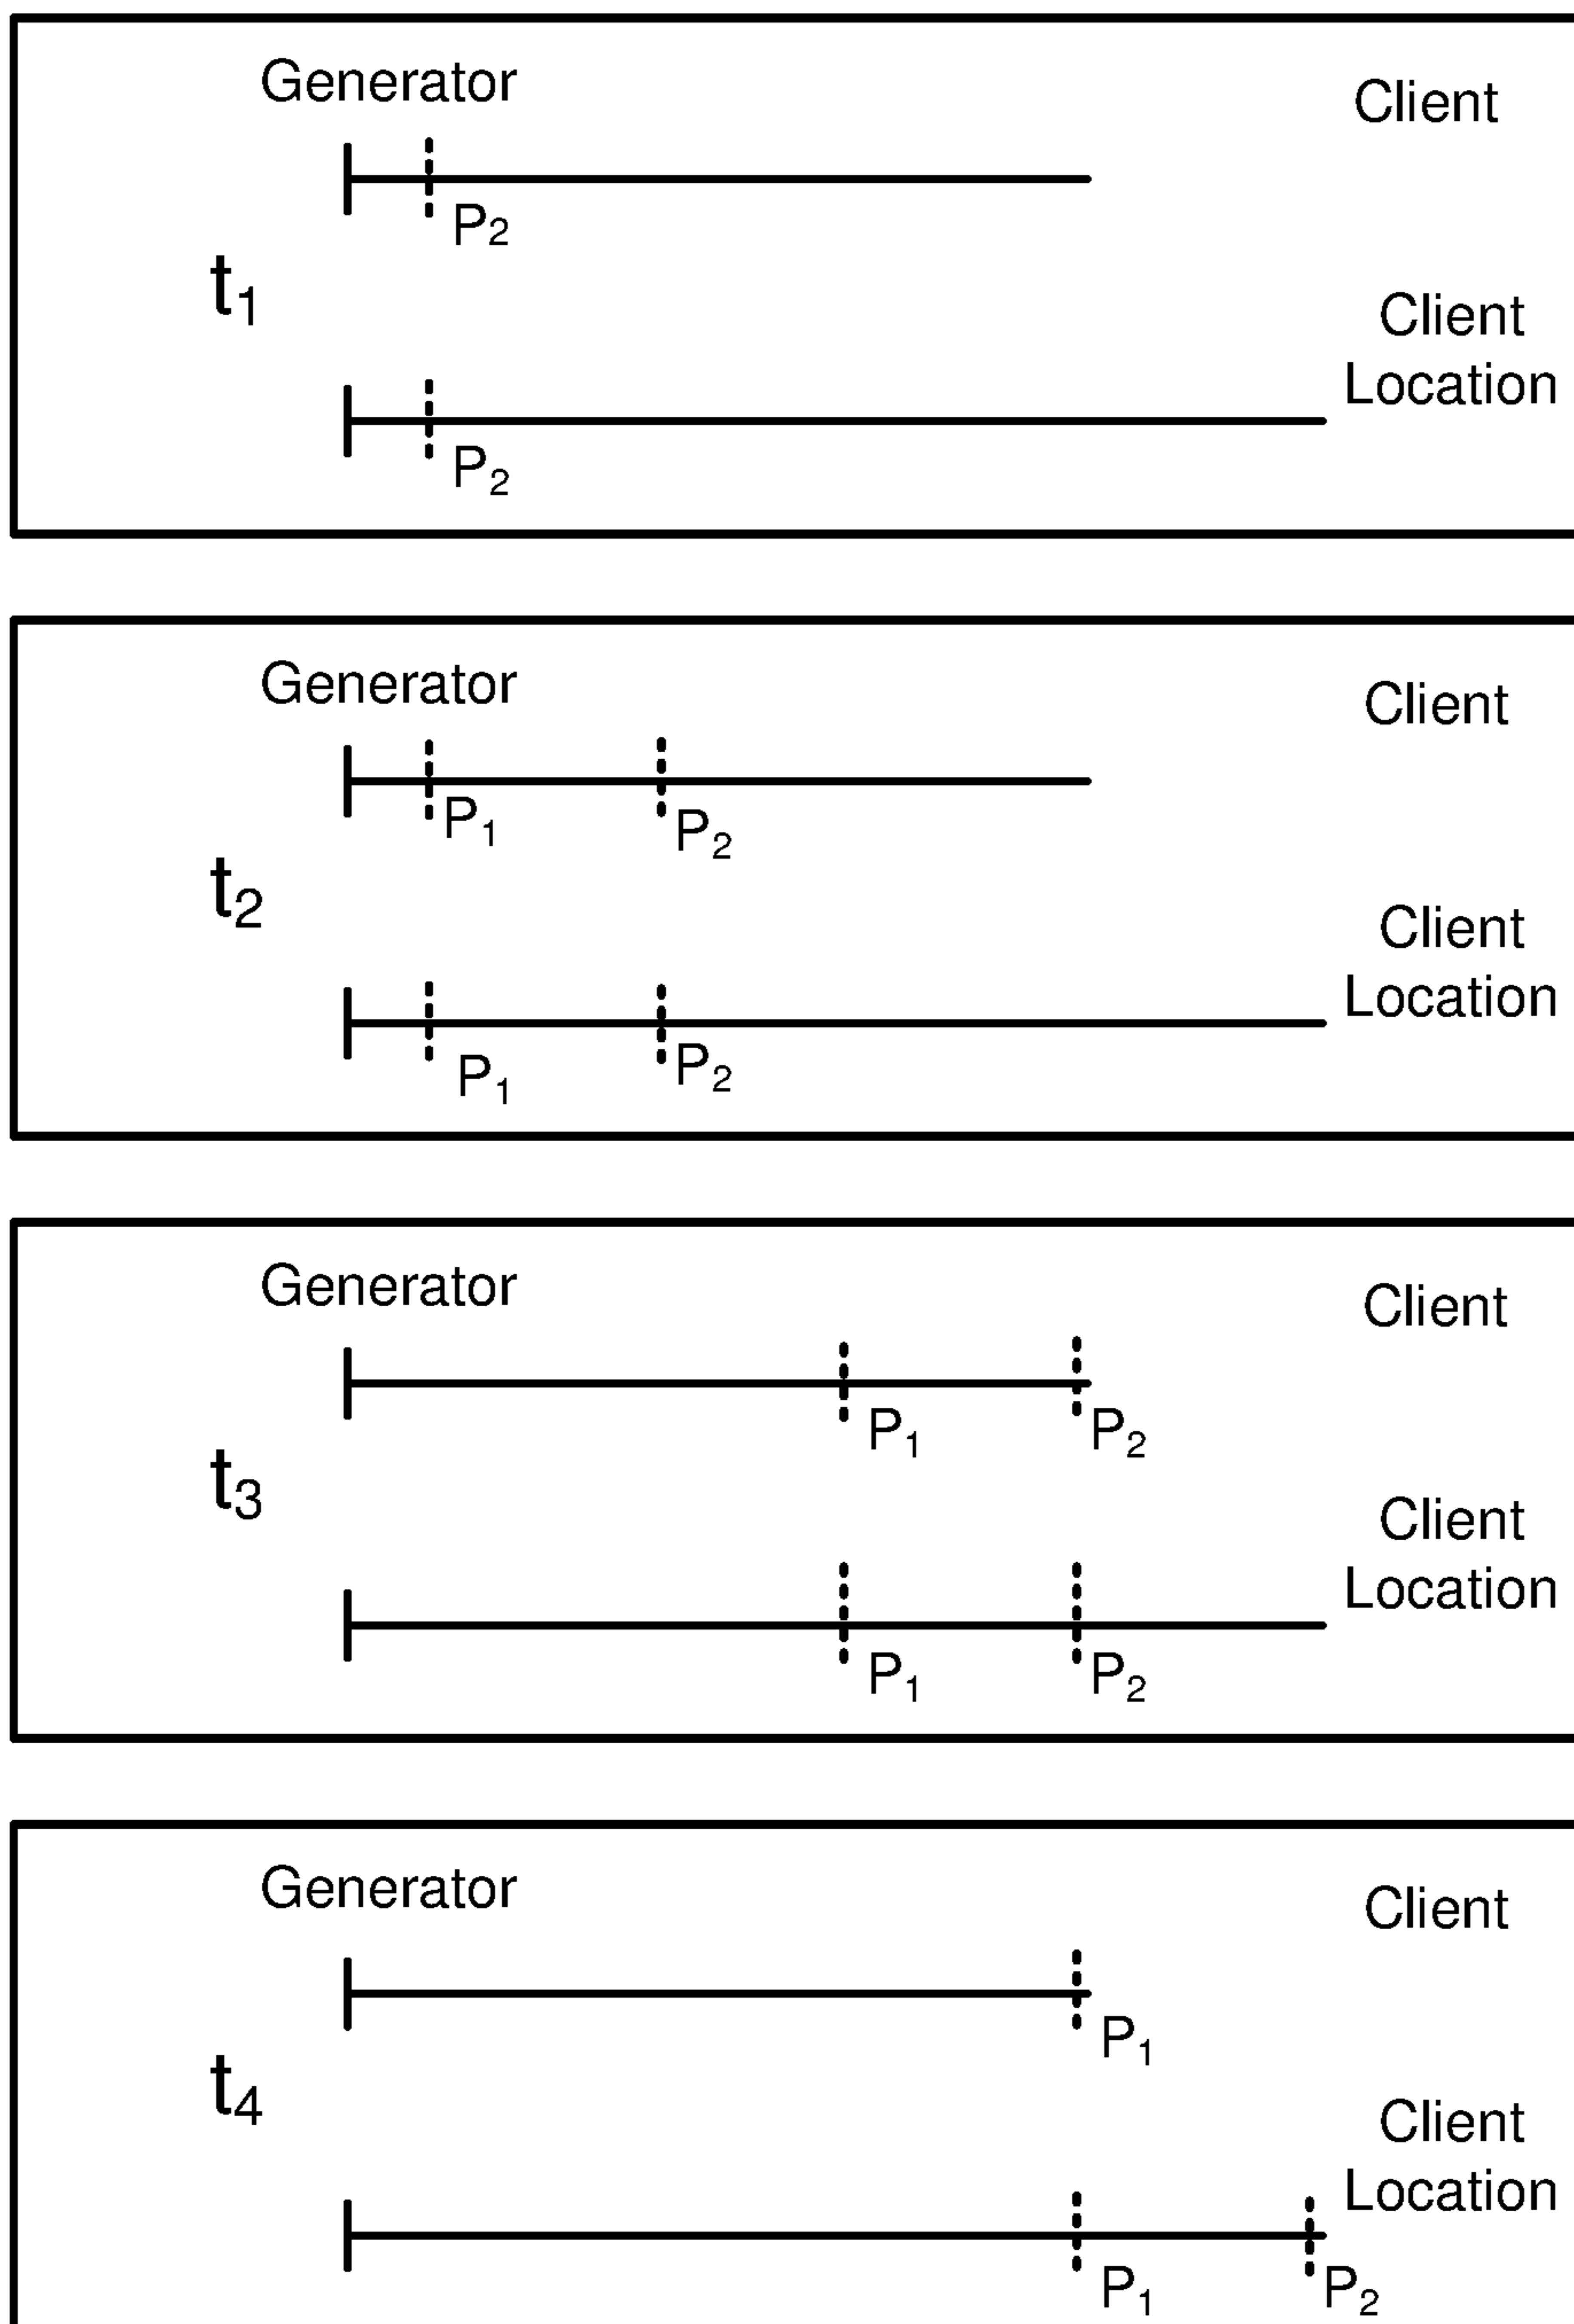 Generator
Client
P2
t1
Client
Location
P2
Generator
Client
P1
P2
t2
Client
Location
P1
P2
Generator
Client
P1
P2
t3
Client
Location
P1
P2
Generator
Client
P1
t4
Client
Location
P1
P2